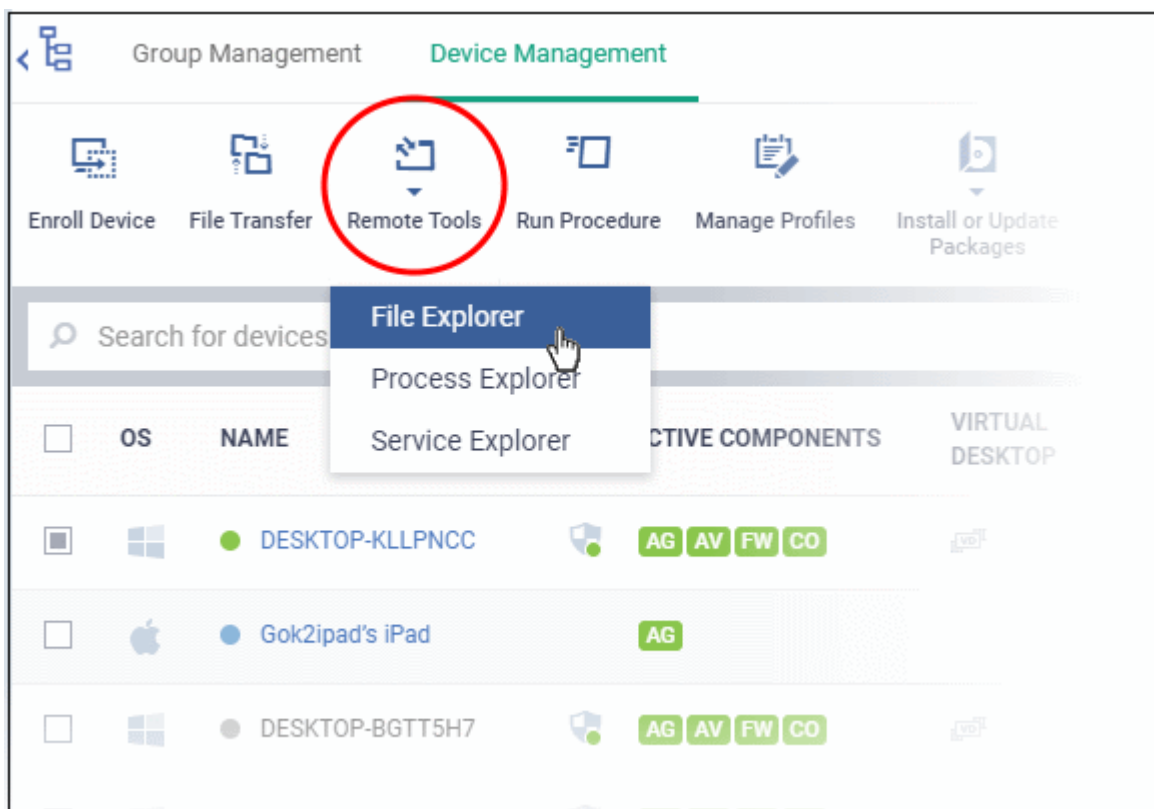 Group Management Device Management
Enroll Device File Transfer Remote Tools Run Procedure Manage Profiles Install or Update
Packages
File Explorer
Search for devices
Process Explorer
Service Explorer
OS NAME CTIVE COMPONENTS VIRTUAL
DESKTOP
DESKTOP-KLLPNCC AG AV FW CO VD
Gok2ipad's iPad AG
DESKTOP-BGTT5H7 AG AV FW CO VD